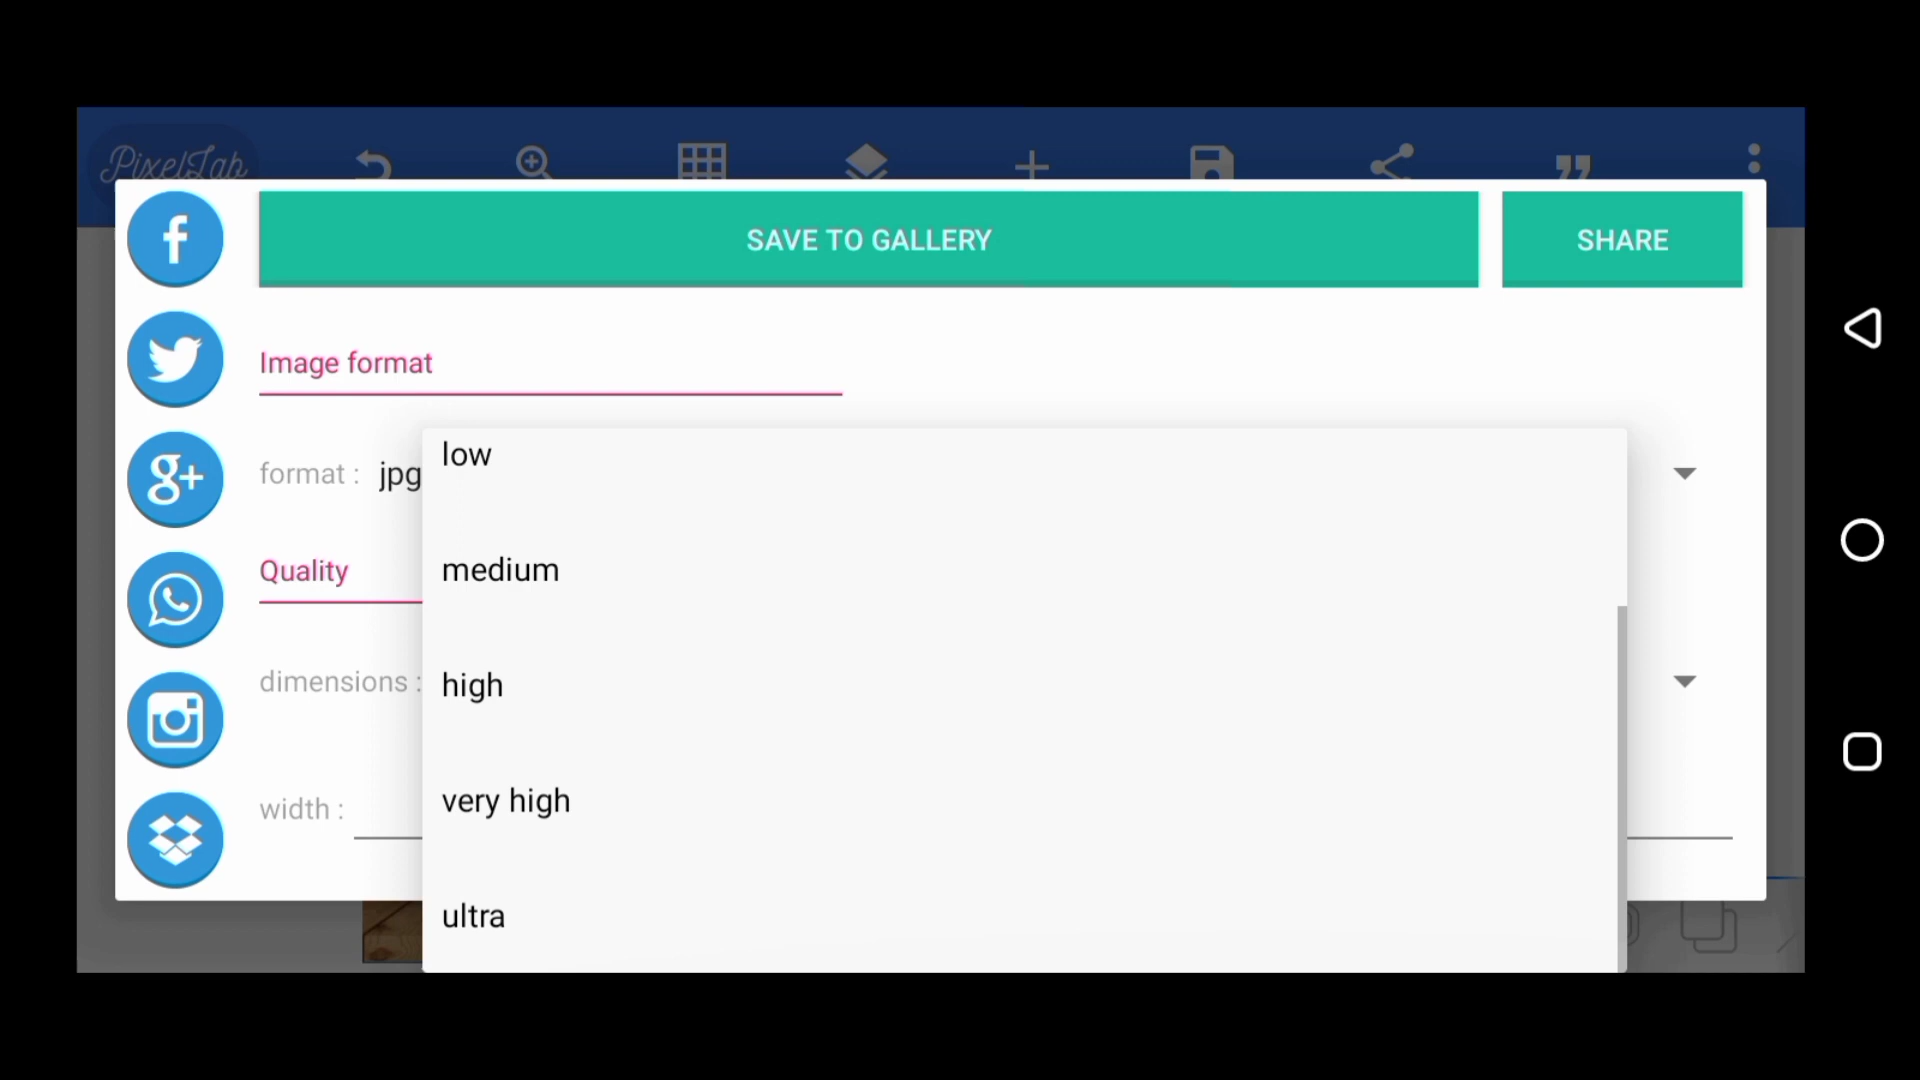 PixelLab
SAVE TO GALLERY
SHARE
Image format
format : jpg
low
medium
Quality
high
dimensions :
very high
width :
ultra